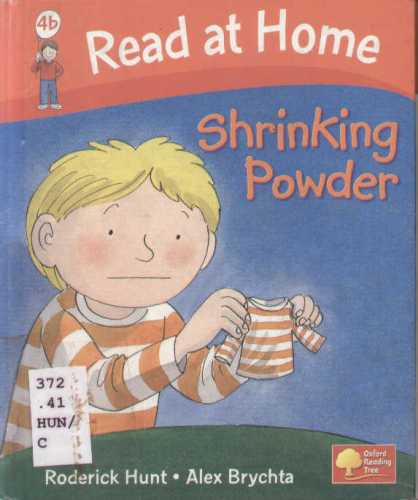 4b
Read at Home
Shrinking
Powder
372
.41
HUN/
C
Roderick Hunt • Alex Brychta
Oxford
Reading
Tree